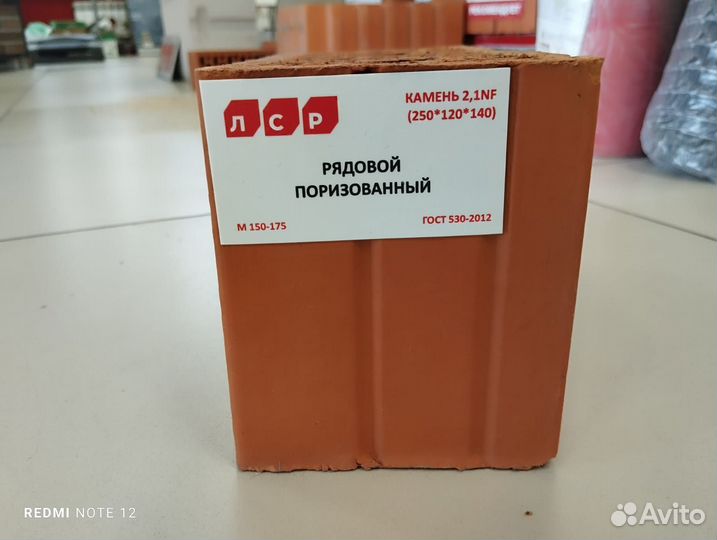 ЛСР
КАМЕНЬ 2,1NF
(250*120*140)
РЯДОВОЙ
ПОРИЗОВАННЫЙ
М 150-175
ГОСТ 530-2012
REDMI NOTE 12
Avito